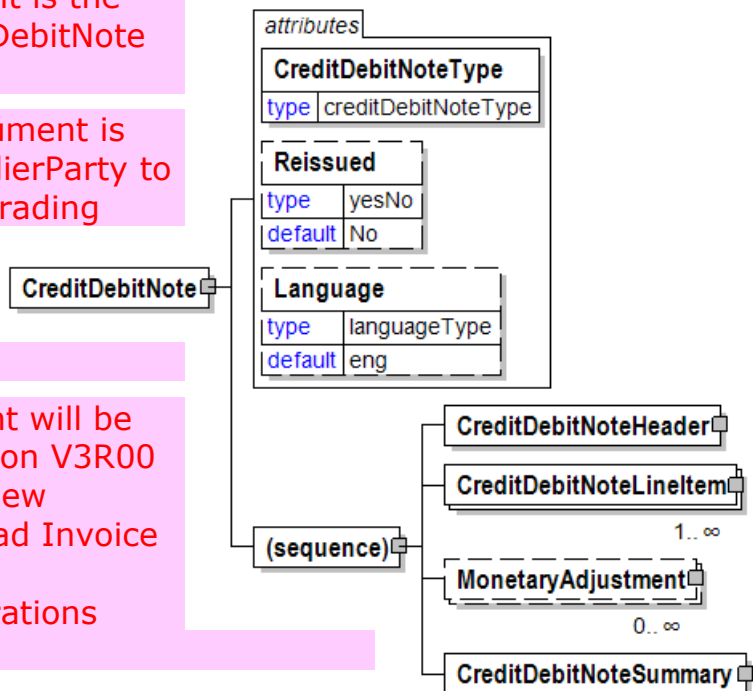 t is the
DebitNote
ument is
lierParty to
rading
nt will be
on V3R00
ew
ad Invoice
ations
attributes
CreditDebitNoteType
type creditDebitNoteType
Reissued
type yesNo
default No
Language
type languageType
default eng
CreditDebitNote
(sequence)
CreditDebitNoteHeader
CreditDebitNoteLineItem
1..∞
MonetaryAdjustment
0..∞
CreditDebitNoteSummary